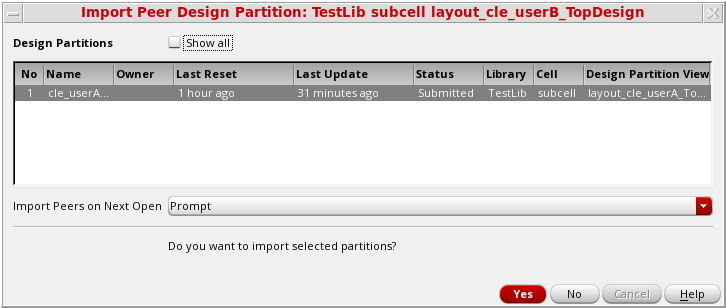 Import Peer Design Partition: TestLib subcell layout_cle_userB_TopDesign
Design Partitions Show all
No Name Owner Last Reset Last Update Status Library Cell Design Partition View
1 cle_userA... 1 hour ago 31 minutes ago Submitted TestLib subcell layout_cle_userA_To...
Import Peers on Next Open Prompt
Do you want to import selected partitions?
Yes No Cancel Help